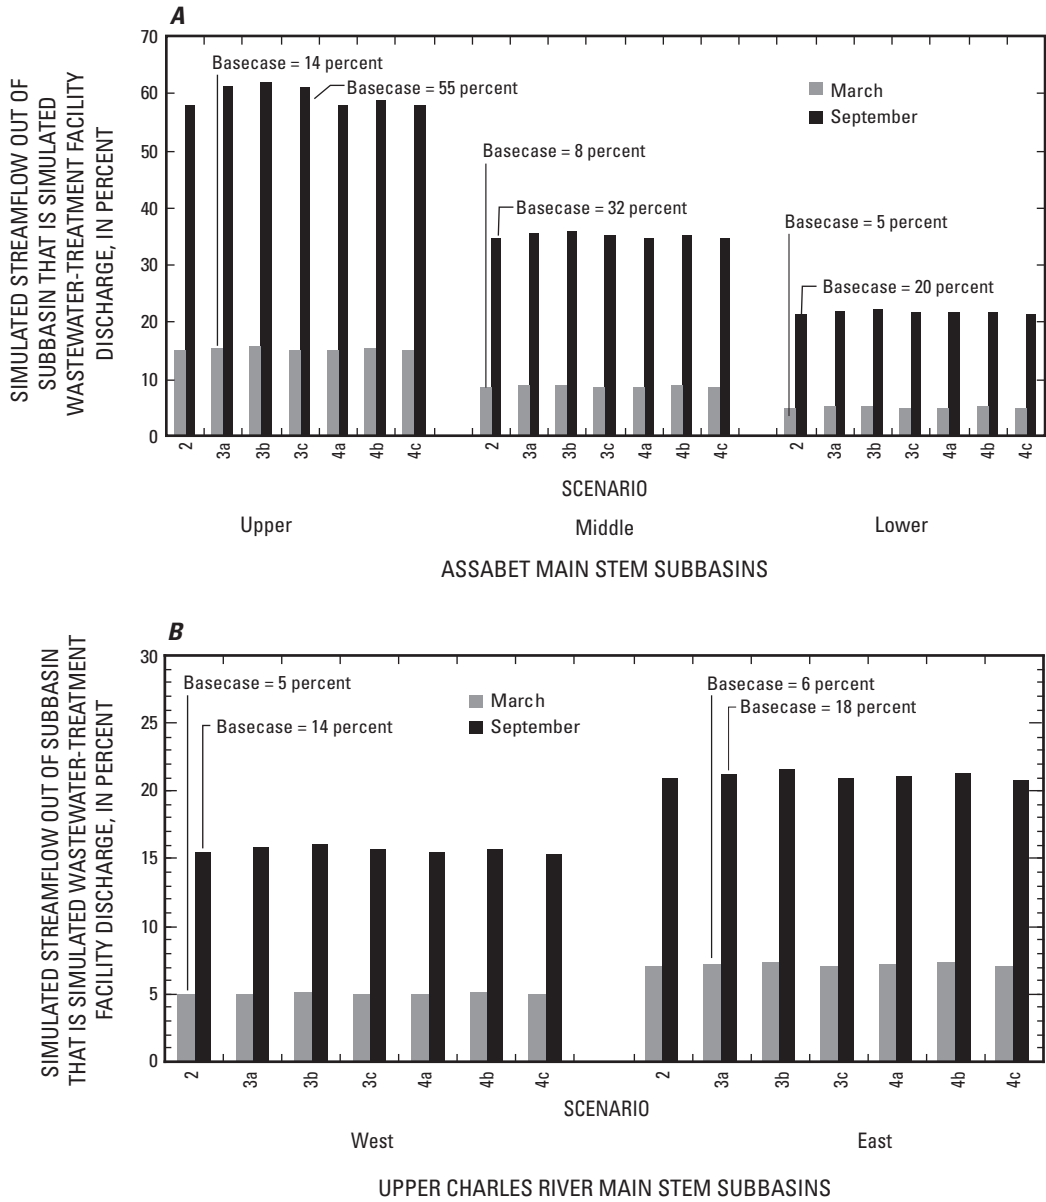 A
SIMULATED STREAMFLOW OUT OF
SUBBASIN THAT IS SIMULATED
WASTEWATER-TREATMENT FACILITY
DISCHARGE, IN PERCENT
70
60
50
40
30
20
10
0
Basecase = 14 percent
Basecase = 55 percent
Basecase = 8 percent
Basecase = 32 percent
Basecase = 5 percent
Basecase = 20 percent
March
September
2 3a 3b 3c 4a 4b 4c 2 3a 3b 3c 4a 4b 4c 2 3a 3b 3c 4a 4b 4c
SCENARIO
Upper Middle Lower
ASSABET MAIN STEM SUBBASINS
B
SIMULATED STREAMFLOW OUT OF SUBBASIN
THAT IS SIMULATED WASTEWATER-TREATMENT
FACILITY DISCHARGE, IN PERCENT
30
25
20
15
10
5
0
Basecase = 5 percent
Basecase = 14 percent
March
September
Basecase = 6 percent
Basecase = 18 percent
2 3a 3b 3c 4a 4b 4c 2 3a 3b 3c 4a 4b 4c
SCENARIO
West East
UPPER CHARLES RIVER MAIN STEM SUBBASINS